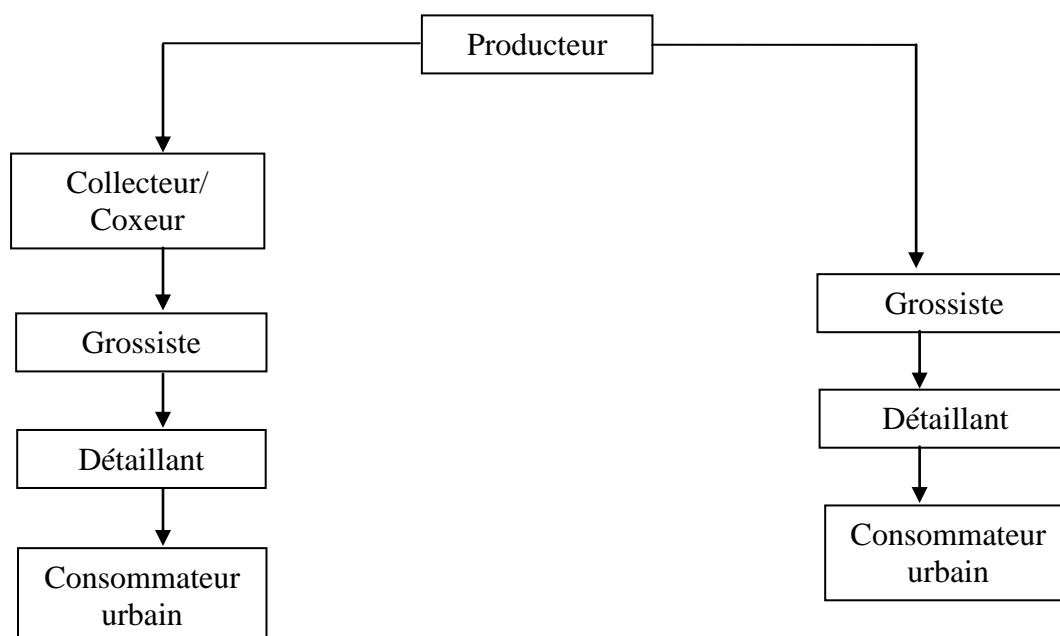 Producteur
Collecteur/
Coxeur
Grossiste
Détaillant
Consommateur
urbain
Grossiste
Détaillant
Consommateur
urbain